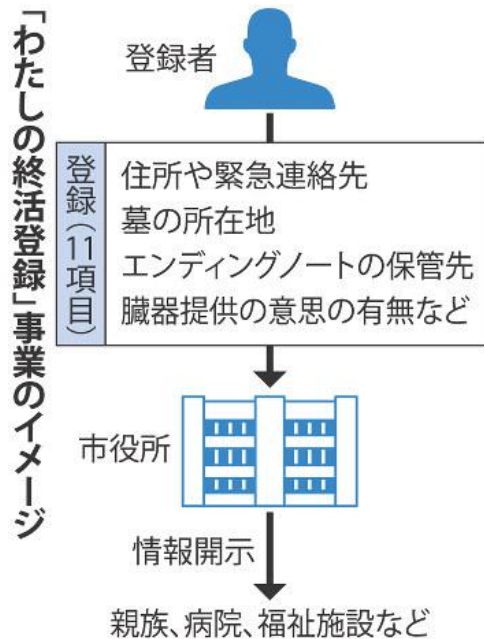 「わたしの終活登録」事業のイメージ
登録者
登録（11項目）
住所や緊急連絡先
墓の所在地
エンディングノートの保管先
臓器提供の意思の有無など
市役所
情報開示
親族、病院、福祉施設など